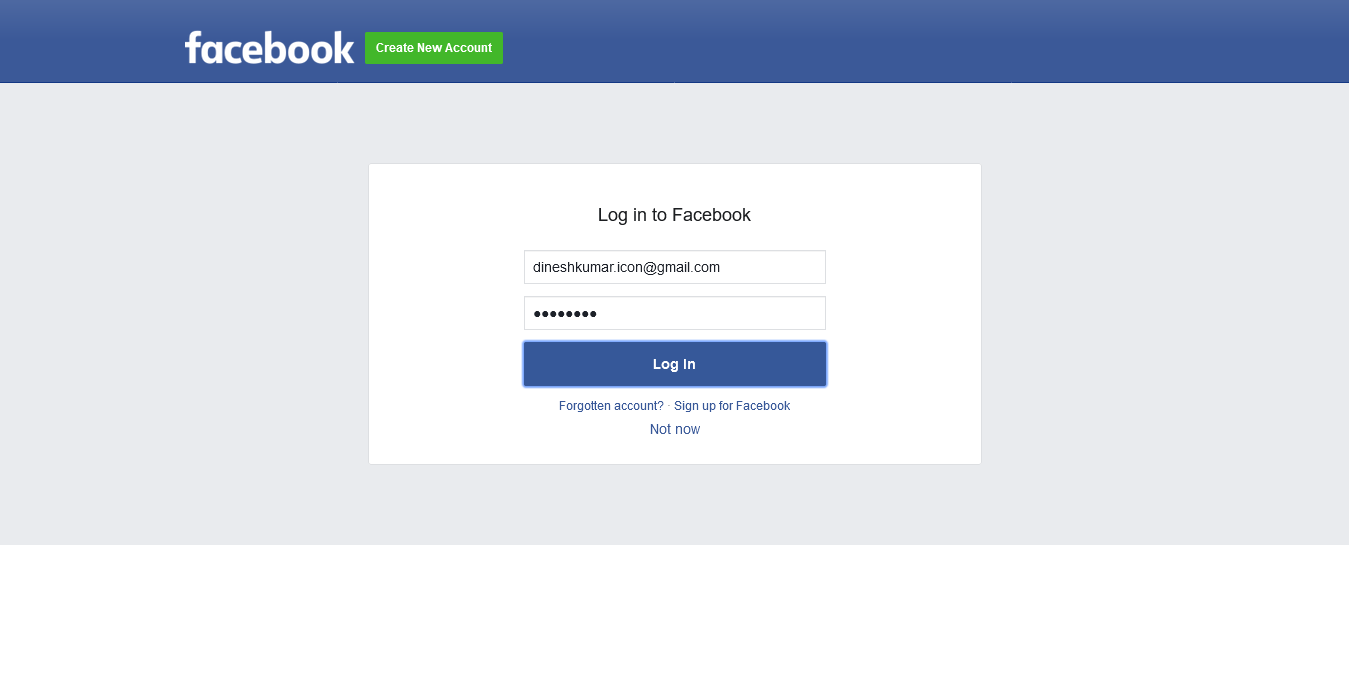 facebook Create New Account
Log in to Facebook
dineshkumar.icon@gmail.com
••••••••
Log In
Forgotten account? · Sign up for Facebook
Not now